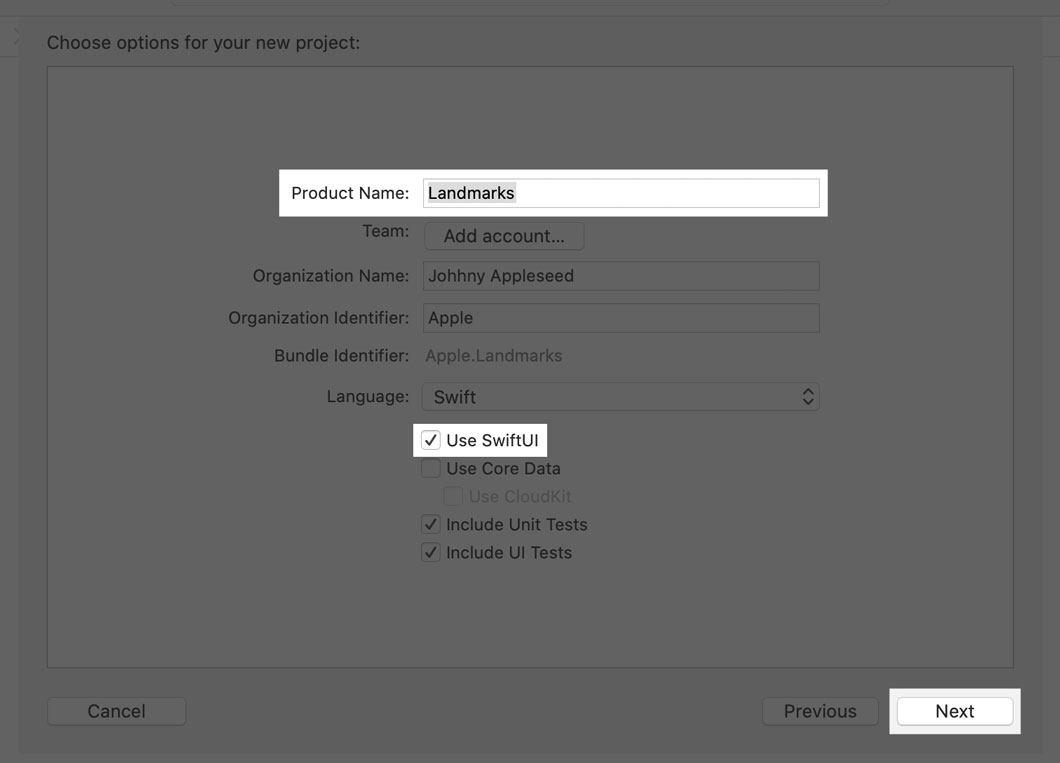 Choose options for your new project:
Product Name: Landmarks
Team: Add account...
Organization Name: Johhny Appleseed
Organization Identifier: Apple
Bundle Identifier: Apple.Landmarks
Language: Swift
Use SwiftUI
Use Core Data
Use CloudKit
Include Unit Tests
Include UI Tests
Cancel Previous Next